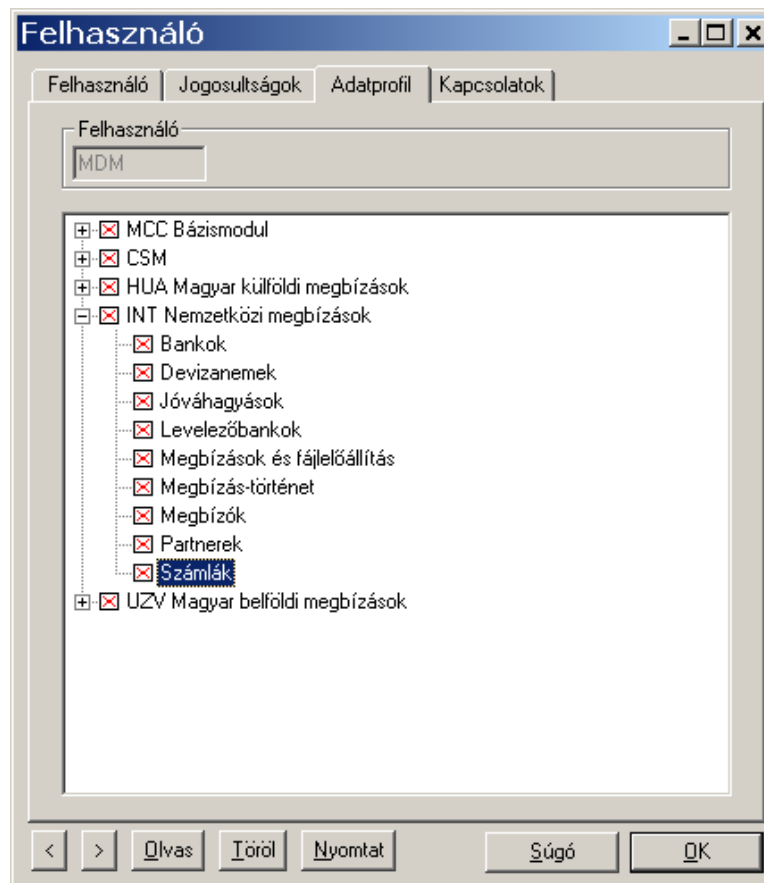 Felhasználó
Felhasználó Jogosultságok Adatprofil Kapcsolatok
Felhasználó
MDM
MCC Bázismodul
CSM
HUA Magyar külföldi megbízások
INT Nemzetközi megbízások
Bankok
Devizanemek
Jóváhagyások
Levelezőbankok
Megbízások és fájlelőállítás
Megbízás-történet
Megbízók
Partnerek
Számlák
UZV Magyar belföldi megbízások
< > Olvas Töröl Nyomtat Súgó OK